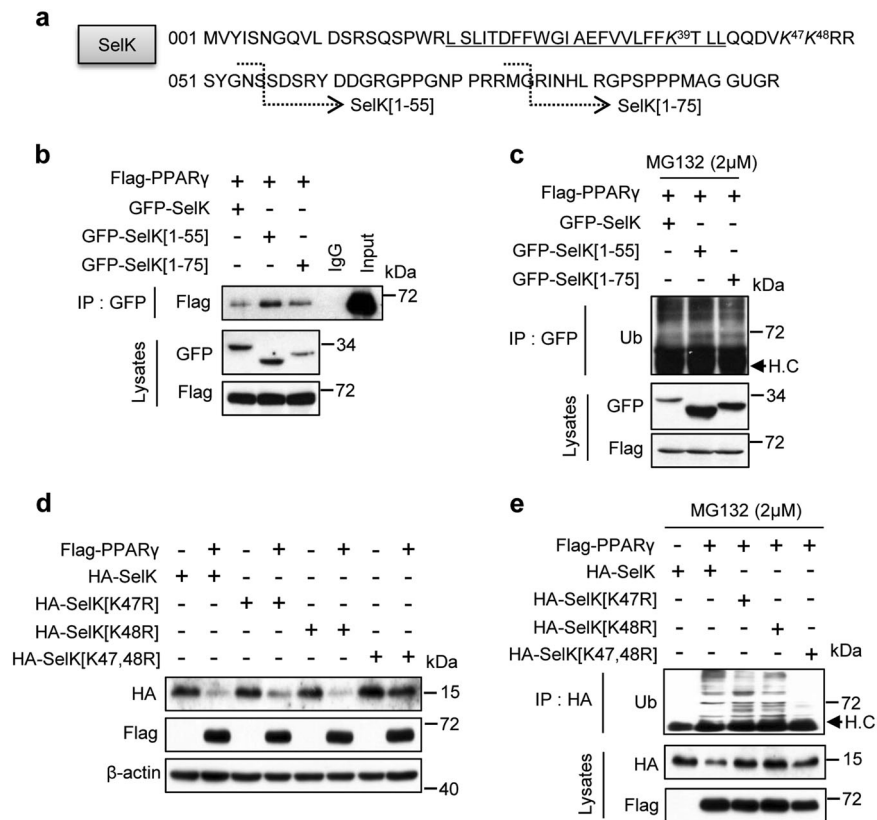 a
SelK
001 MVYISNGQVL DSRSQSPWRL SLITDFFWGI AEFVVLFFK³⁹T LLQQDVK⁴⁷K⁴⁸RR
051 SYGNSSDSRY DDGRGPPGNP PRRMGRINHL RGPSPPPMAG GUGR
SelK[1-55] SelK[1-75]
b
Flag-PPARγ + + +
GFP-SelK + - -
GFP-SelK[1-55] - + -
GFP-SelK[1-75] - - + IgG Input kDa
IP : GFP Flag 72
Lysates GFP 34
Flag 72
c
MG132 (2μM)
Flag-PPARγ + + +
GFP-SelK + - -
GFP-SelK[1-55] - + -
GFP-SelK[1-75] - - + kDa
IP : GFP Ub 72
H.C
Lysates GFP 34
Flag 72
d
Flag-PPARγ - + - + - + - +
HA-SelK + + - - - - - -
HA-SelK[K47R] - - + + - - - -
HA-SelK[K48R] - - - - + + - -
HA-SelK[K47,48R] - - - - - - + + kDa
HA 15
Flag 72
β-actin 40
e
MG132 (2μM)
Flag-PPARγ - + + + +
HA-SelK + + - - -
HA-SelK[K47R] - - + - -
HA-SelK[K48R] - - - + -
HA-SelK[K47,48R] - - - - + kDa
IP : HA Ub 72
H.C
Lysates HA 15
Flag 72